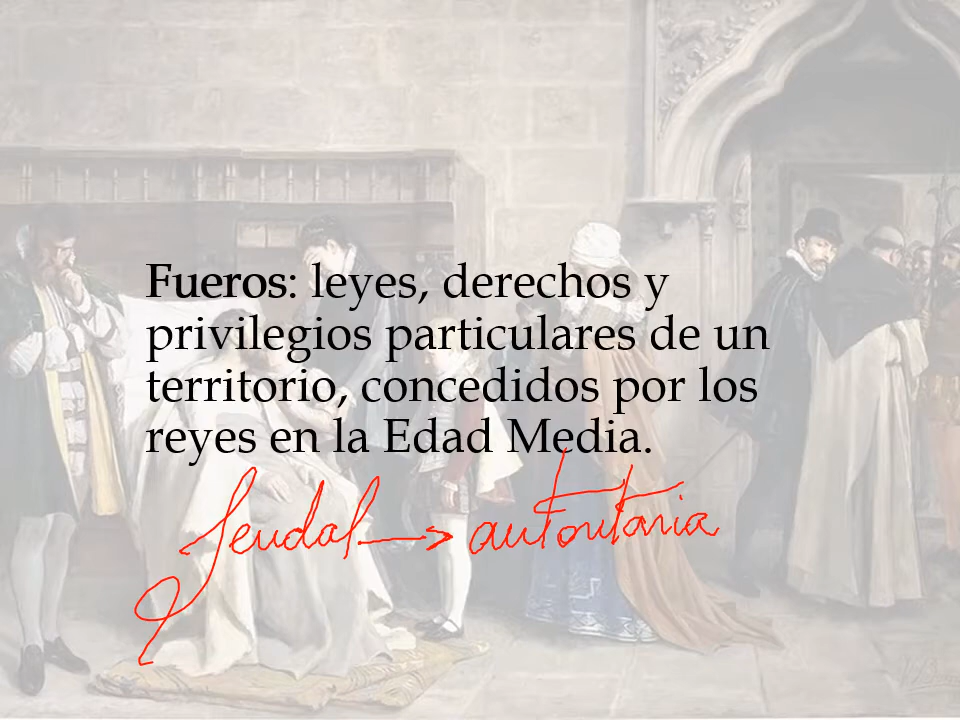 Fueros: leyes, derechos y
privilegios particulares de un
territorio, concedidos por los
reyes en la Edad Media.
feudal → autoritaria